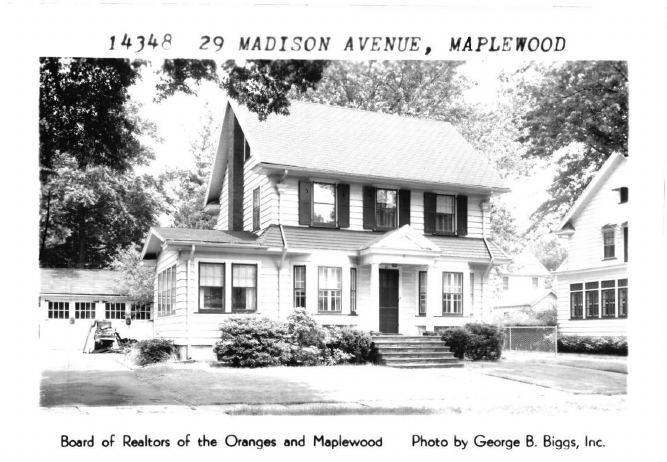 14348 29 MADISON AVENUE, MAPLEWOOD
Board of Realtors of the Oranges and Maplewood Photo by George B. Biggs, Inc.